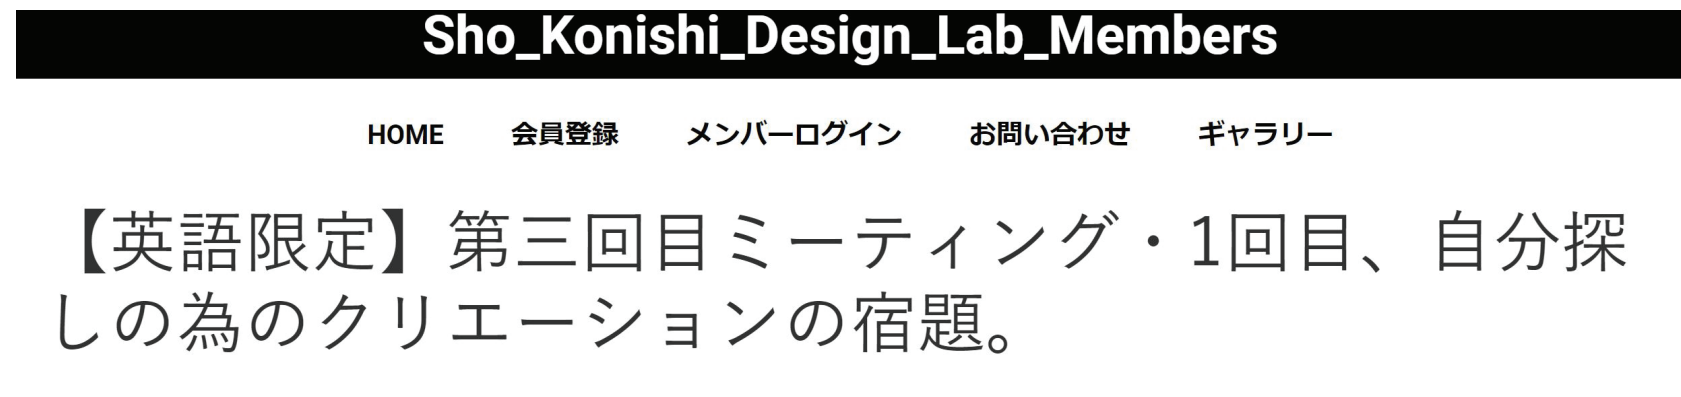 Sho_Konishi_Design_Lab_Members
HOME 会員登録 メンバーログイン お問い合わせ ギャラリー
【英語限定】第三回目ミーティング・1回目、自分探
しの為のクリエーションの宿題。